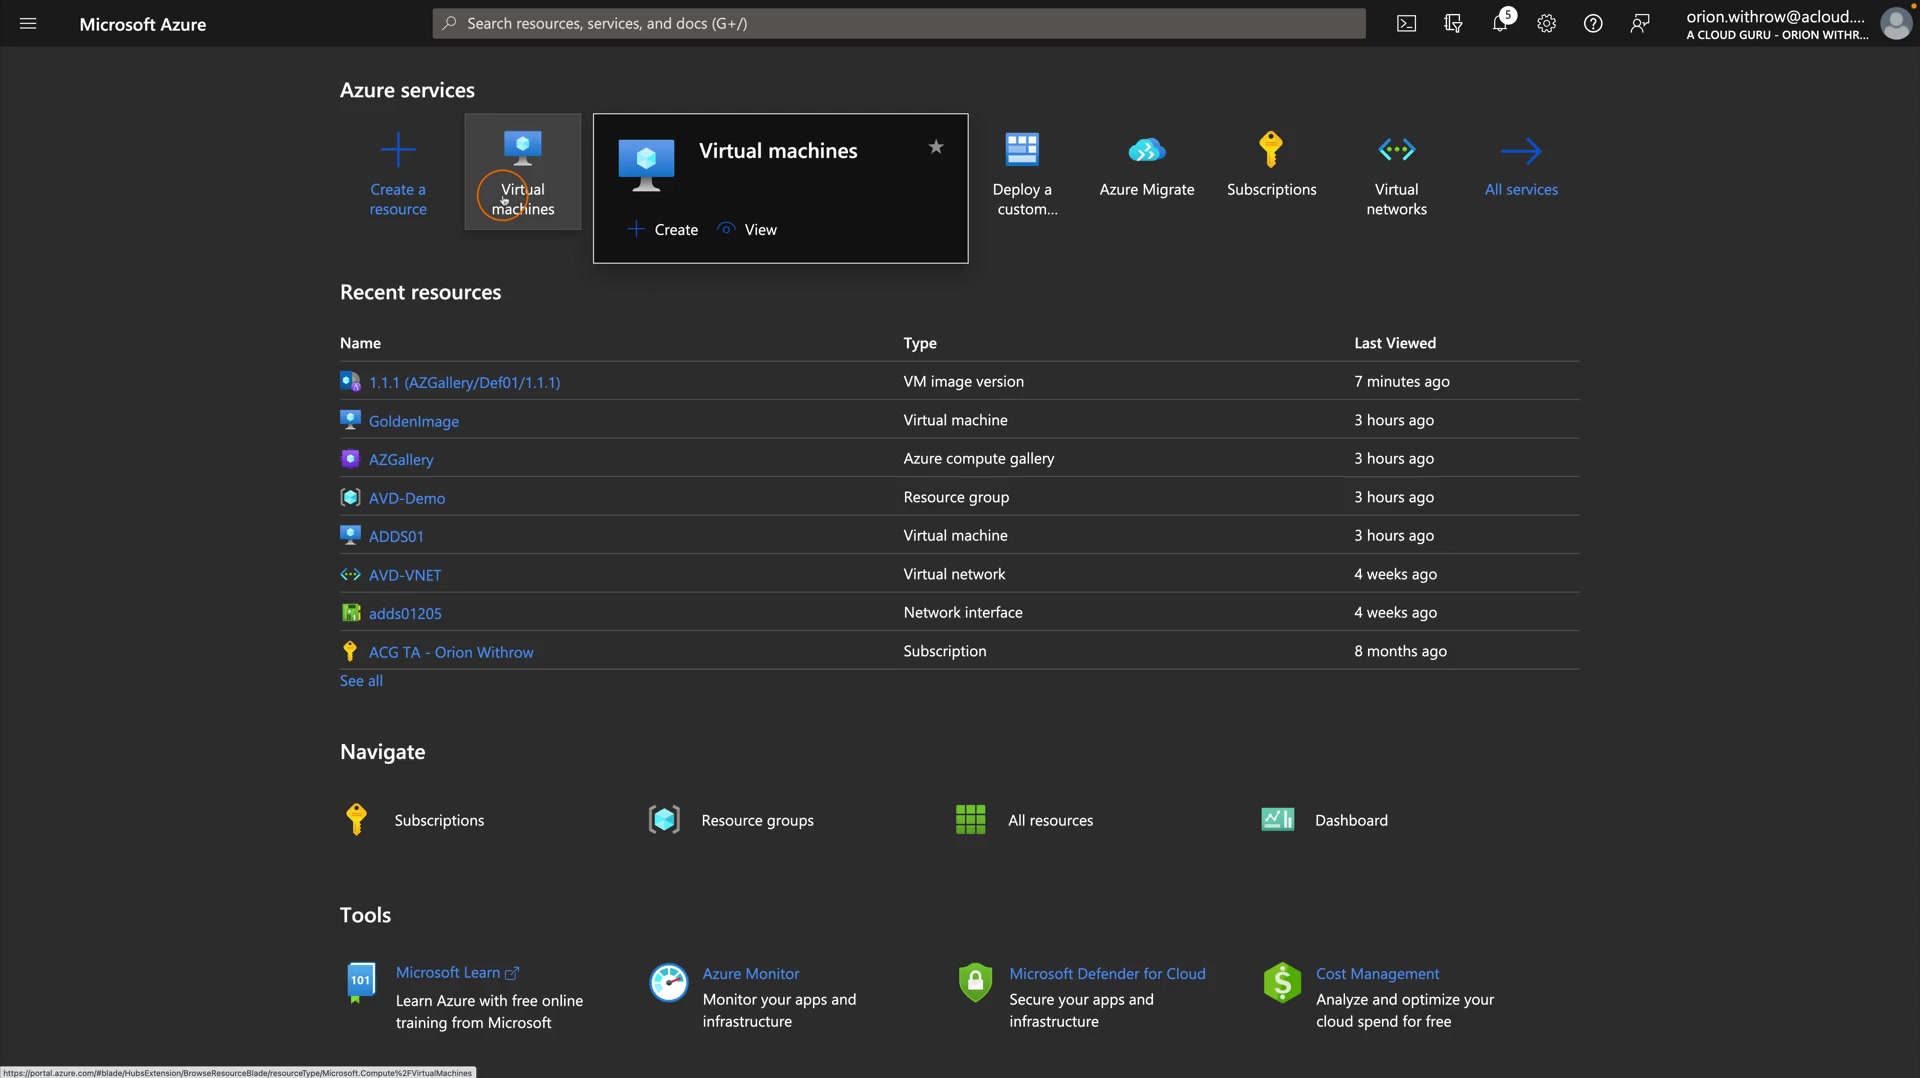 Microsoft Azure
Search resources, services, and docs (G+/)
5
orion.withrow@acloud....
A CLOUD GURU - ORION WITHR...
Azure services
Create a
resource
Virtual
machines
Virtual machines
Create
View
Deploy a
custom...
Azure Migrate
Subscriptions
Virtual
networks
All services
Recent resources
Name Type Last Viewed
1.1.1 (AZGallery/Def01/1.1.1) VM image version 7 minutes ago
GoldenImage Virtual machine 3 hours ago
AZGallery Azure compute gallery 3 hours ago
AVD-Demo Resource group 3 hours ago
ADDS01 Virtual machine 3 hours ago
AVD-VNET Virtual network 4 weeks ago
adds01205 Network interface 4 weeks ago
ACG TA - Orion Withrow Subscription 8 months ago
See all
Navigate
Subscriptions Resource groups All resources Dashboard
Tools
101
Microsoft Learn
Learn Azure with free online
training from Microsoft
Azure Monitor
Monitor your apps and
infrastructure
Microsoft Defender for Cloud
Secure your apps and
infrastructure
Cost Management
Analyze and optimize your
cloud spend for free
https://portal.azure.com/#blade/HubsExtension/BrowseResourceBlade/resourceType/Microsoft.Compute%2FVirtualMachines